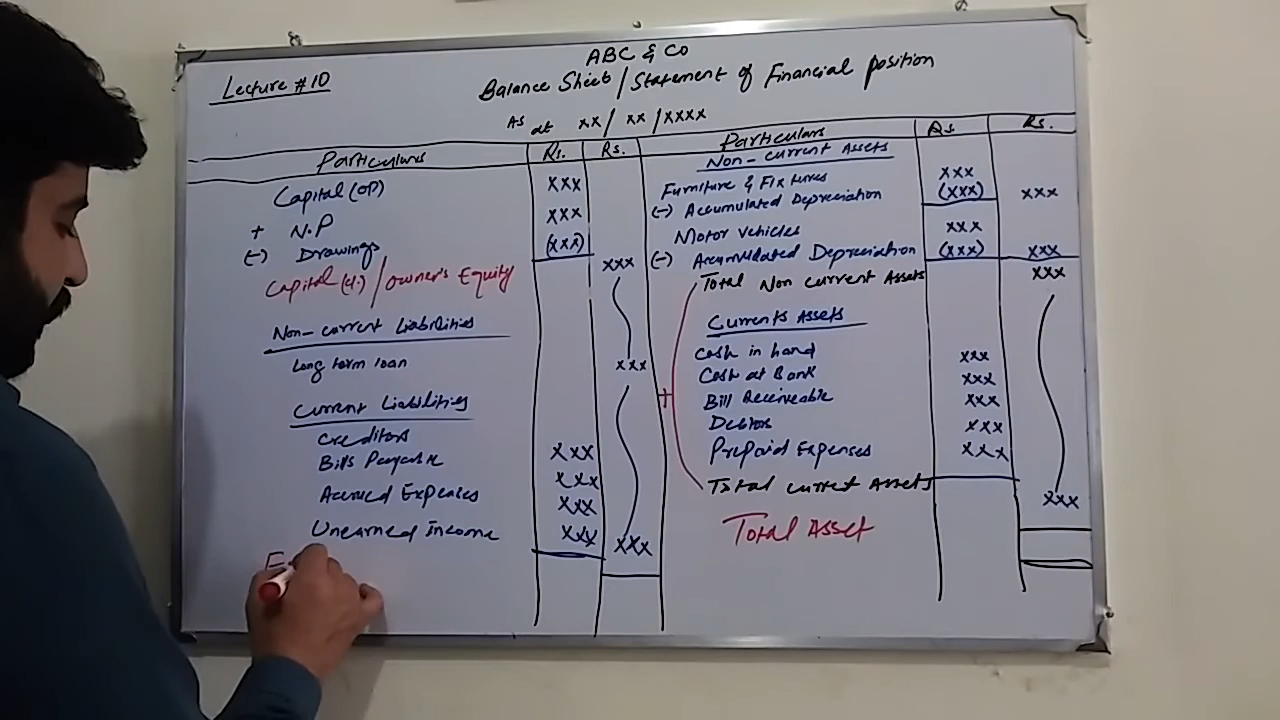 Lecture #10
ABC & Co
Balance Sheet / Statement of Financial position
As at xx / xx / xxxx
Particulars Rs. Rs.
Capital (OP) xxx
+ N.P xxx
(-) Drawings (xxx)
Capital (cl.) / owner's Equity xxx
Non-current Liabilities
Long term loan xxx
Current Liabilities
Creditors xxx
Bills Payable xxx
Accrued Expenses xxx
Unearned Income xxx xxx
E
Particulars Rs Rs.
Non-current Assets
Furniture & Fixtures xxx
(-) Accumulated Depreciation (xxx) xxx
Motor Vehicles xxx
(-) Accumulated Depreciation (xxx) xxx
Total Non current Assets xxx
Currents Assets
Cash in hand xxx
Cash at Bank xxx
Bill Receiveable xxx
Debtors xxx
Prepaid Expenses xxx
+
Total current Assets xxx
Total Asset